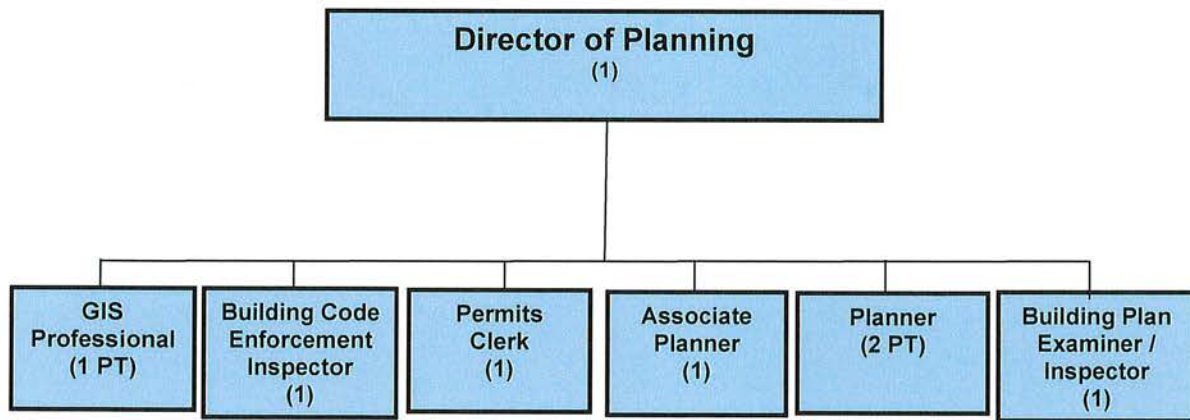 Director of Planning
(1)
GIS
Professional
(1 PT)
Building Code
Enforcement
Inspector
(1)
Permits
Clerk
(1)
Associate
Planner
(1)
Planner
(2 PT)
Building Plan
Examiner /
Inspector
(1)